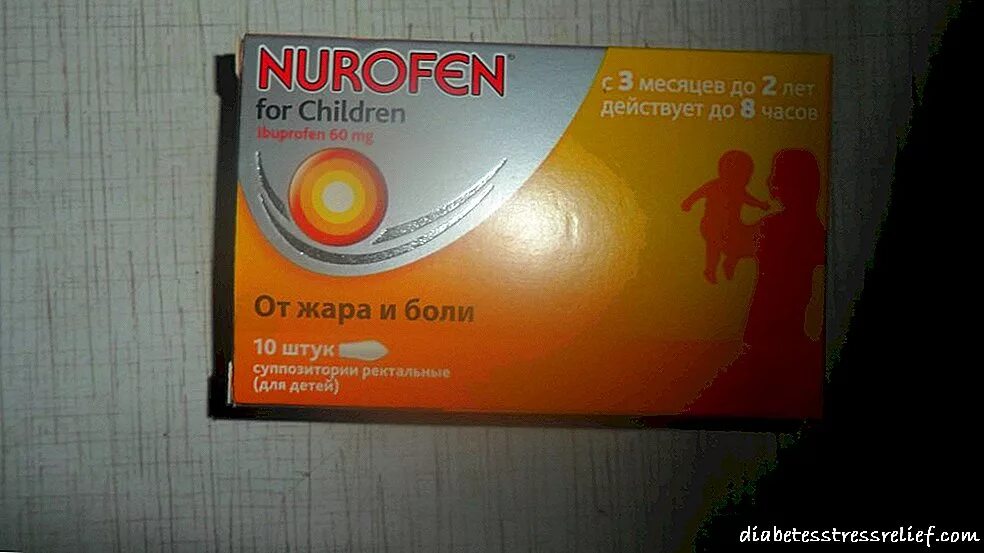 NUROFEN
for Children
Ibuprofen 60 mg
с 3 месяцев до 2 лет
действует до 8 часов
От жара и боли
10 штук
суппозитории ректальные
(для детей)
diabetesstressrelief.com